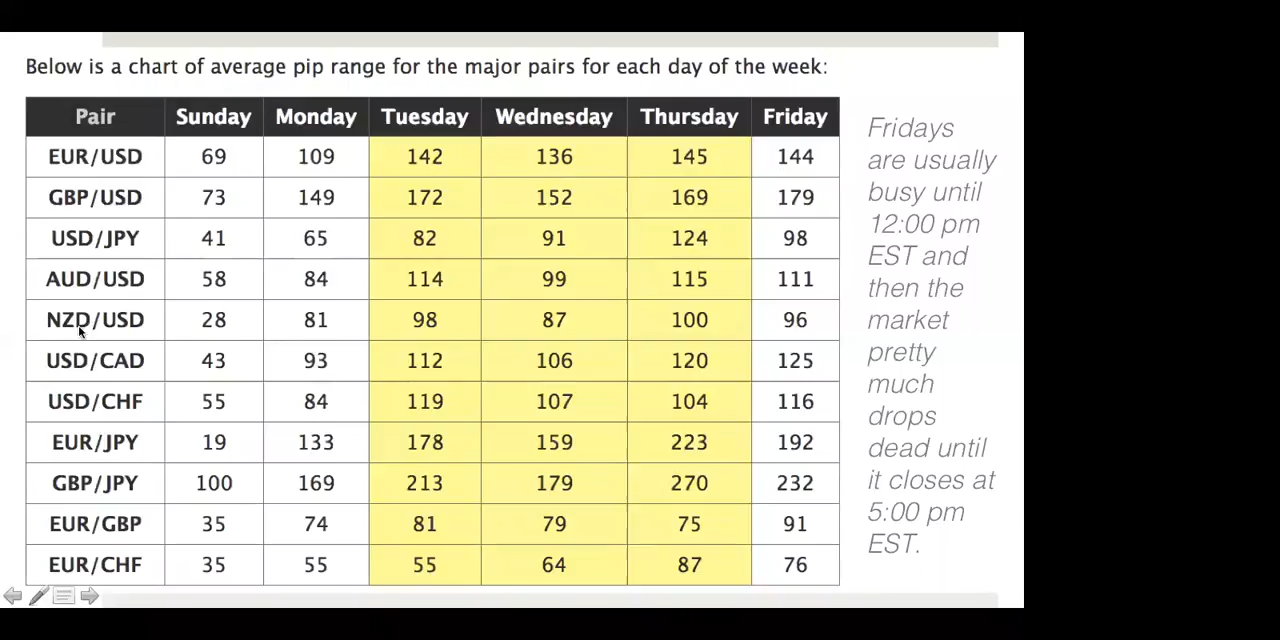 Below is a chart of average pip range for the major pairs for each day of the week:
Pair Sunday Monday Tuesday Wednesday Thursday Friday
EUR/USD 69 109 142 136 145 144
GBP/USD 73 149 172 152 169 179
USD/JPY 41 65 82 91 124 98
AUD/USD 58 84 114 99 115 111
NZD/USD 28 81 98 87 100 96
USD/CAD 43 93 112 106 120 125
USD/CHF 55 84 119 107 104 116
EUR/JPY 19 133 178 159 223 192
GBP/JPY 100 169 213 179 270 232
EUR/GBP 35 74 81 79 75 91
EUR/CHF 35 55 55 64 87 76
Fridays
are usually
busy until
12:00 pm
EST and
then the
market
pretty
much
drops
dead until
it closes at
5:00 pm
EST.